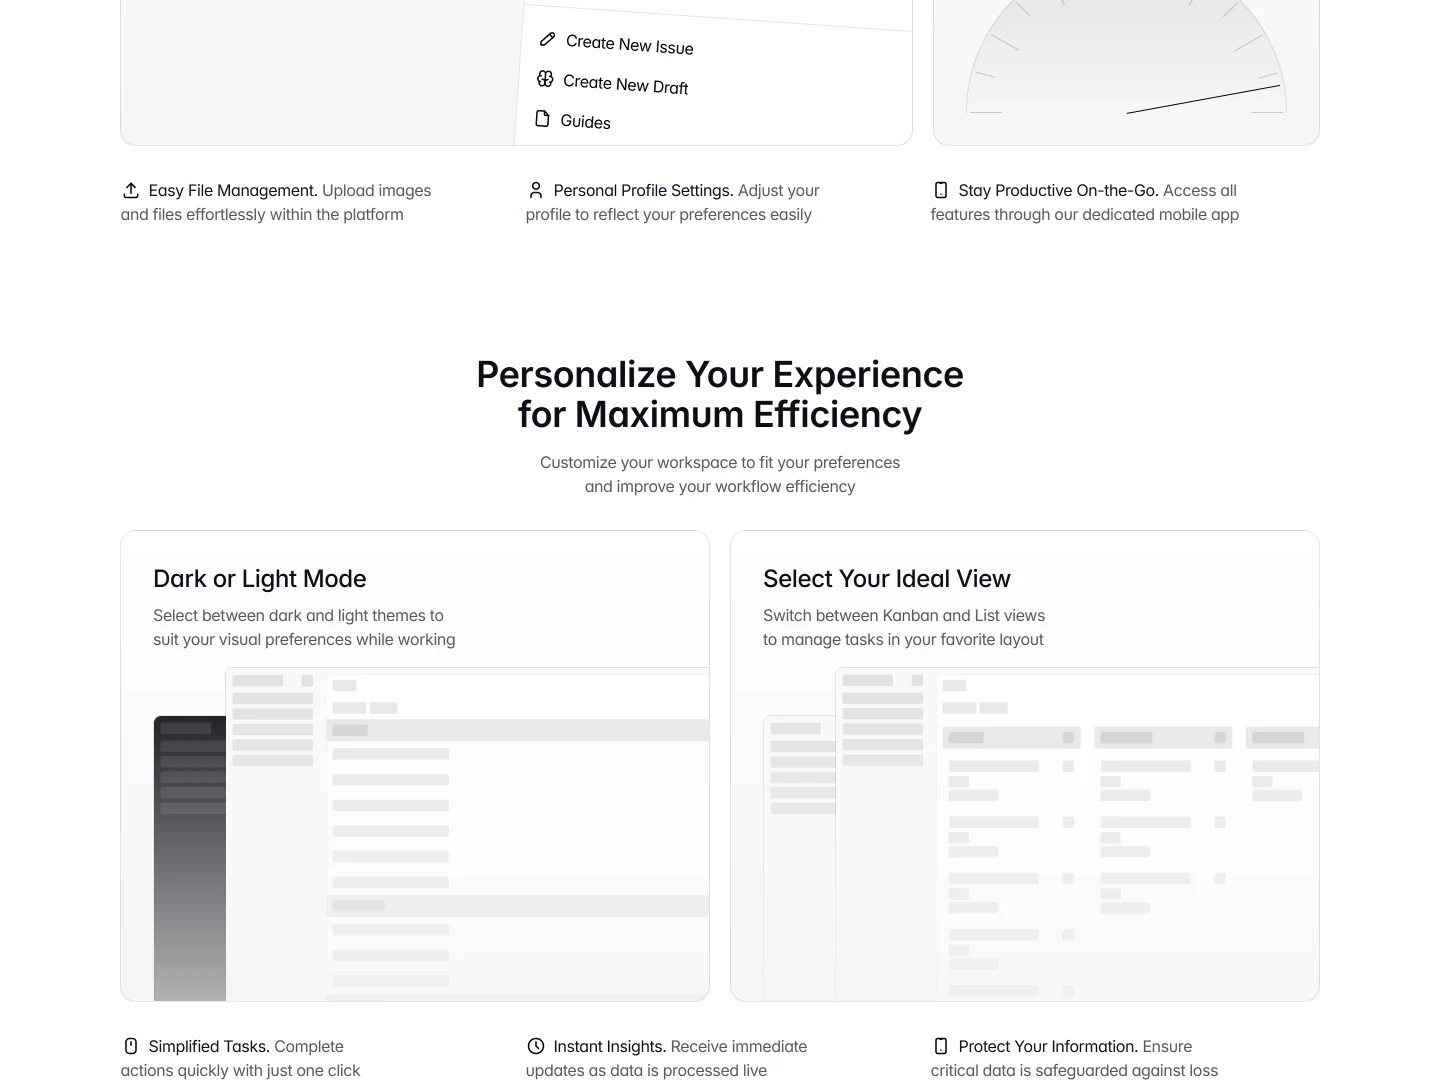 Create New Issue
Create New Draft
Guides
Easy File Management. Upload images
and files effortlessly within the platform
Personal Profile Settings. Adjust your
profile to reflect your preferences easily
Stay Productive On-the-Go. Access all
features through our dedicated mobile app
Personalize Your Experience
for Maximum Efficiency
Customize your workspace to fit your preferences
and improve your workflow efficiency
Dark or Light Mode
Select between dark and light themes to
suit your visual preferences while working
Select Your Ideal View
Switch between Kanban and List views
to manage tasks in your favorite layout
Simplified Tasks. Complete
actions quickly with just one click
Instant Insights. Receive immediate
updates as data is processed live
Protect Your Information. Ensure
critical data is safeguarded against loss